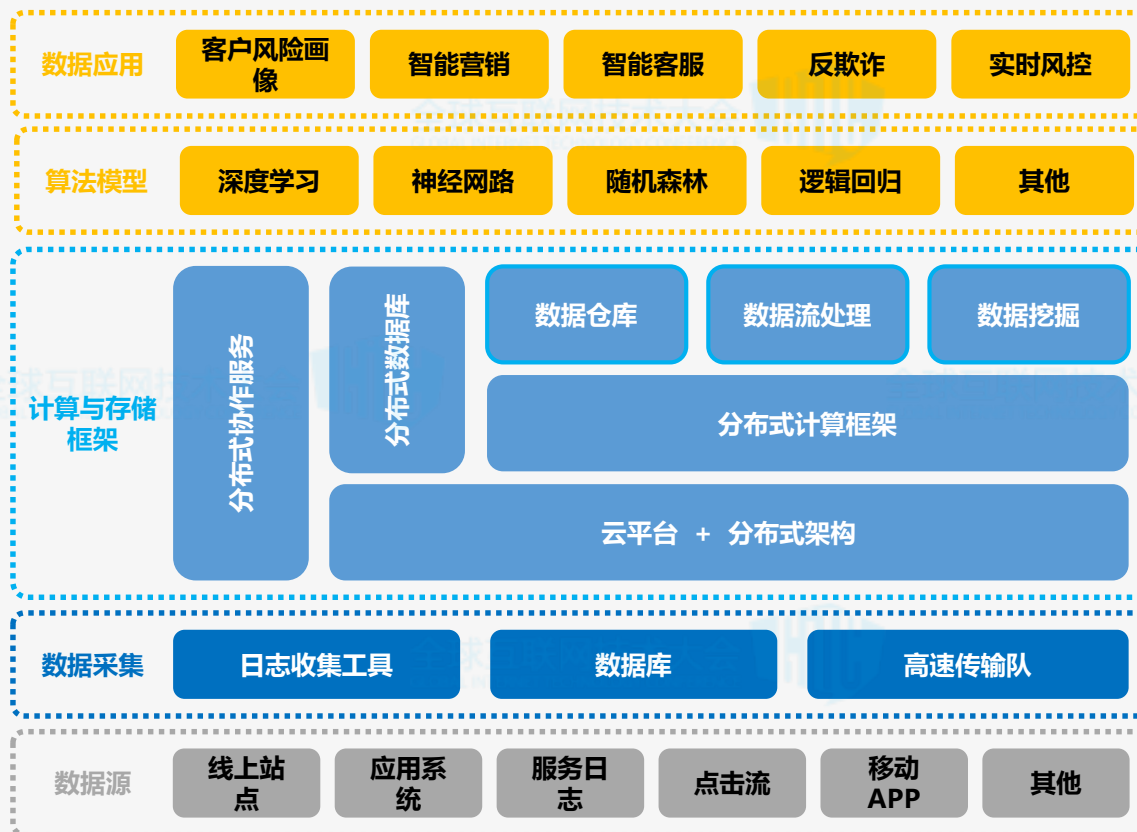 数据应用
客户风险画
像
智能营销
智能客服
反欺诈
实时风控
算法模型
深度学习
神经网路
随机森林
逻辑回归
其他
计算与存储
框架
分布式协作服务
分布式数据库
数据仓库
数据流处理
数据挖掘
分布式计算框架
云平台 + 分布式架构
数据采集
日志收集工具
数据库
高速传输队
数据源
线上站
点
应用系
统
服务日
志
点击流
移动
APP
其他